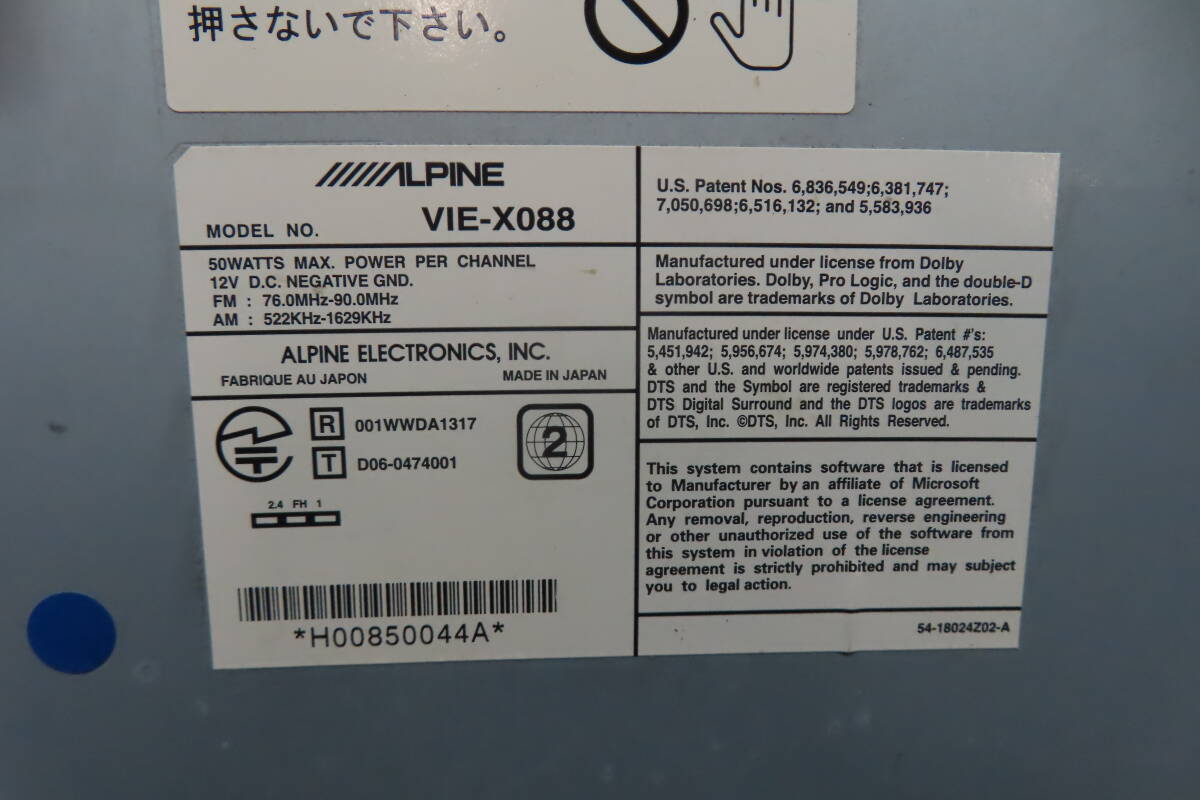 押さないで下さい。
ALPINE
MODEL NO. VIE-X088
50WATTS MAX. POWER PER CHANNEL
12V D.C. NEGATIVE GND.
FM : 76.0MHz-90.0MHz
AM : 522KHz-1629KHz
ALPINE ELECTRONICS, INC.
FABRIQUE AU JAPON MADE IN JAPAN
R 001WWDA1317
T D06-0474001
2
2.4 FH 1
*H00850044A*
U.S. Patent Nos. 6,836,549;6,381,747;
7,050,698;6,516,132; and 5,583,936
Manufactured under license from Dolby
Laboratories. Dolby, Pro Logic, and the double-D
symbol are trademarks of Dolby Laboratories.
Manufactured under license under U.S. Patent #'s:
5,451,942; 5,956,674; 5,974,380; 5,978,762; 6,487,535
& other U.S. and worldwide patents issued & pending.
DTS and the Symbol are registered trademarks &
DTS Digital Surround and the DTS logos are trademarks
of DTS, Inc. ©DTS, Inc. All Rights Reserved.
This system contains software that is licensed
to Manufacturer by an affiliate of Microsoft
Corporation pursuant to a license agreement.
Any removal, reproduction, reverse engineering
or other unauthorized use of the software from
this system in violation of the license
agreement is strictly prohibited and may subject
you to legal action.
54-18024Z02-A